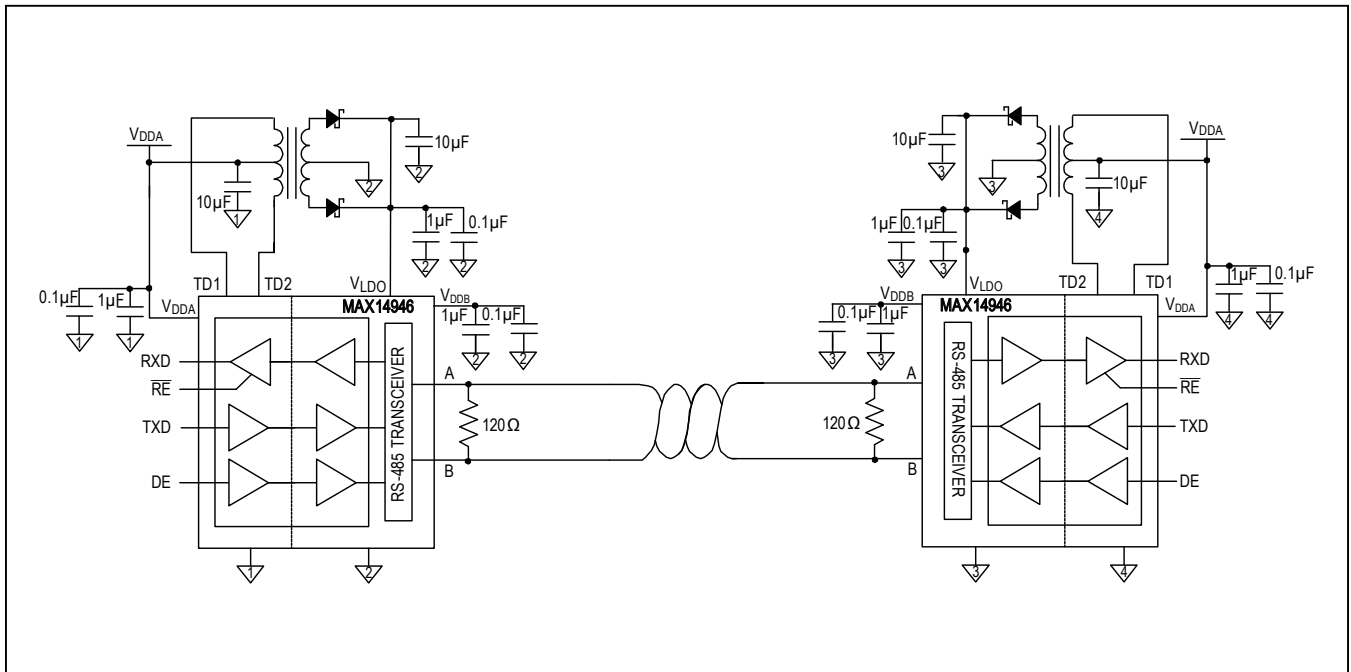 VDDA
10µF
2
2
10µF
1
1µF
0.1µF
2
2
TD1
TD2
VLDO
0.1µF
1µF
1
1
VDDA
MAX14946
VDDB
1µF
0.1µF
2
2
RXD
RE
TXD
DE
RS-485 TRANSCEIVER
A
B
120Ω
1
2
10µF
3
3
VDDA
10µF
4
1µF
0.1µF
3
3
VLDO
TD2
TD1
1µF
0.1µF
4
4
VDDA
VDDB
MAX14946
0.1µF
1µF
3
3
A
B
120Ω
RS-485 TRANSCEIVER
RXD
RE
TXD
DE
3
4